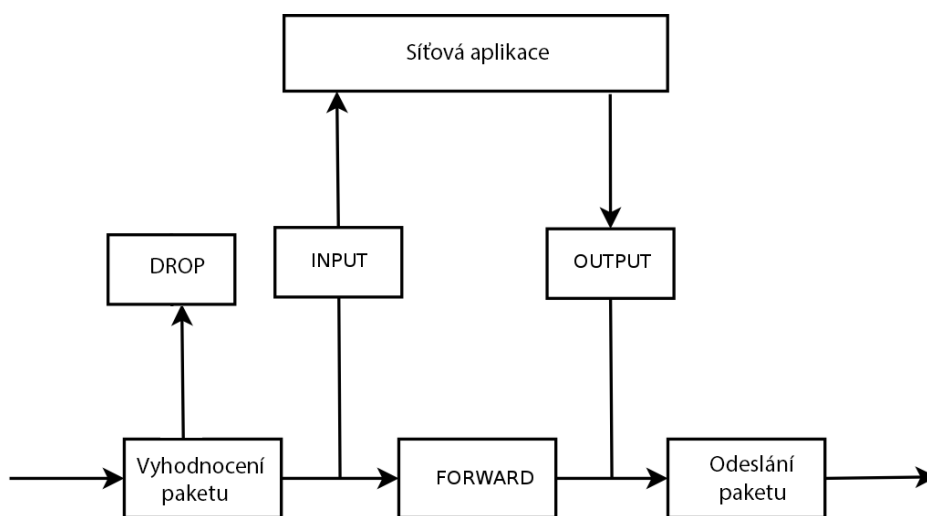 Síťová aplikace
DROP
INPUT
OUTPUT
Vyhodnocení
paketu
FORWARD
Odeslání
paketu